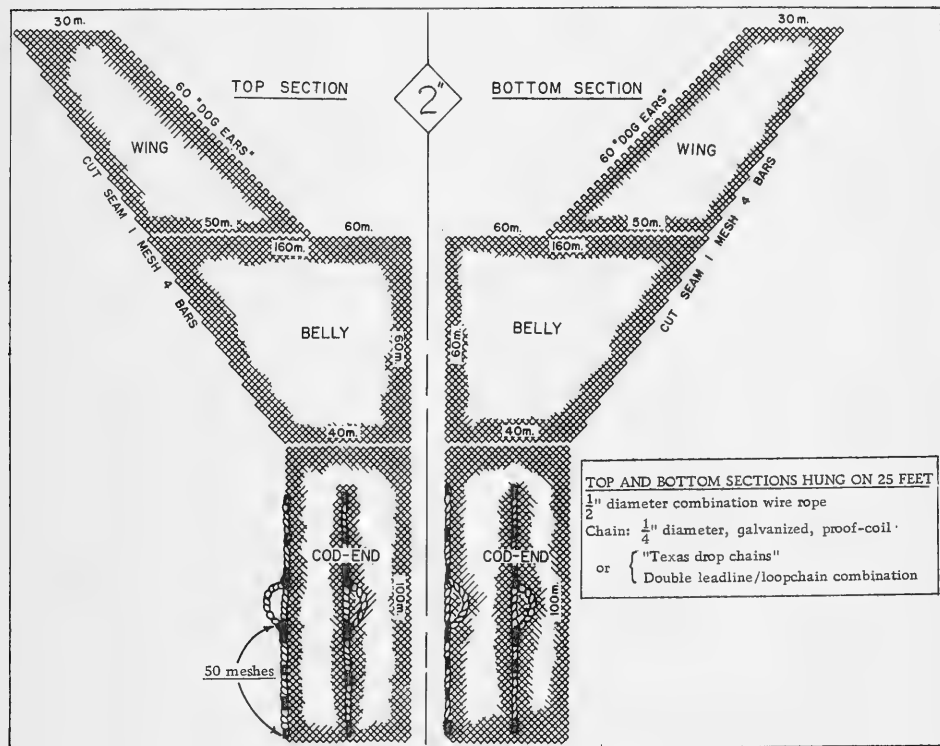 30m.
30m.
TOP SECTION
2"
BOTTOM SECTION
60 "DOG EARS"
60 "DOG EARS"
WING
WING
CUT SEAM 1 MESH 4 BARS
CUT SEAM 1 MESH 4 BARS
50m.
60m.
60m.
50m.
160m.
160m.
BELLY
60m.
60m.
BELLY
40m.
40m.
TOP AND BOTTOM SECTIONS HUNG ON 25 FEET
1/2" diameter combination wire rope
Chain: 1/4" diameter, galvanized, proof-coil
or { "Texas drop chains"
Double leadline/loopchain combination
COD-END
COD-END
100m.
100m.
50 meshes